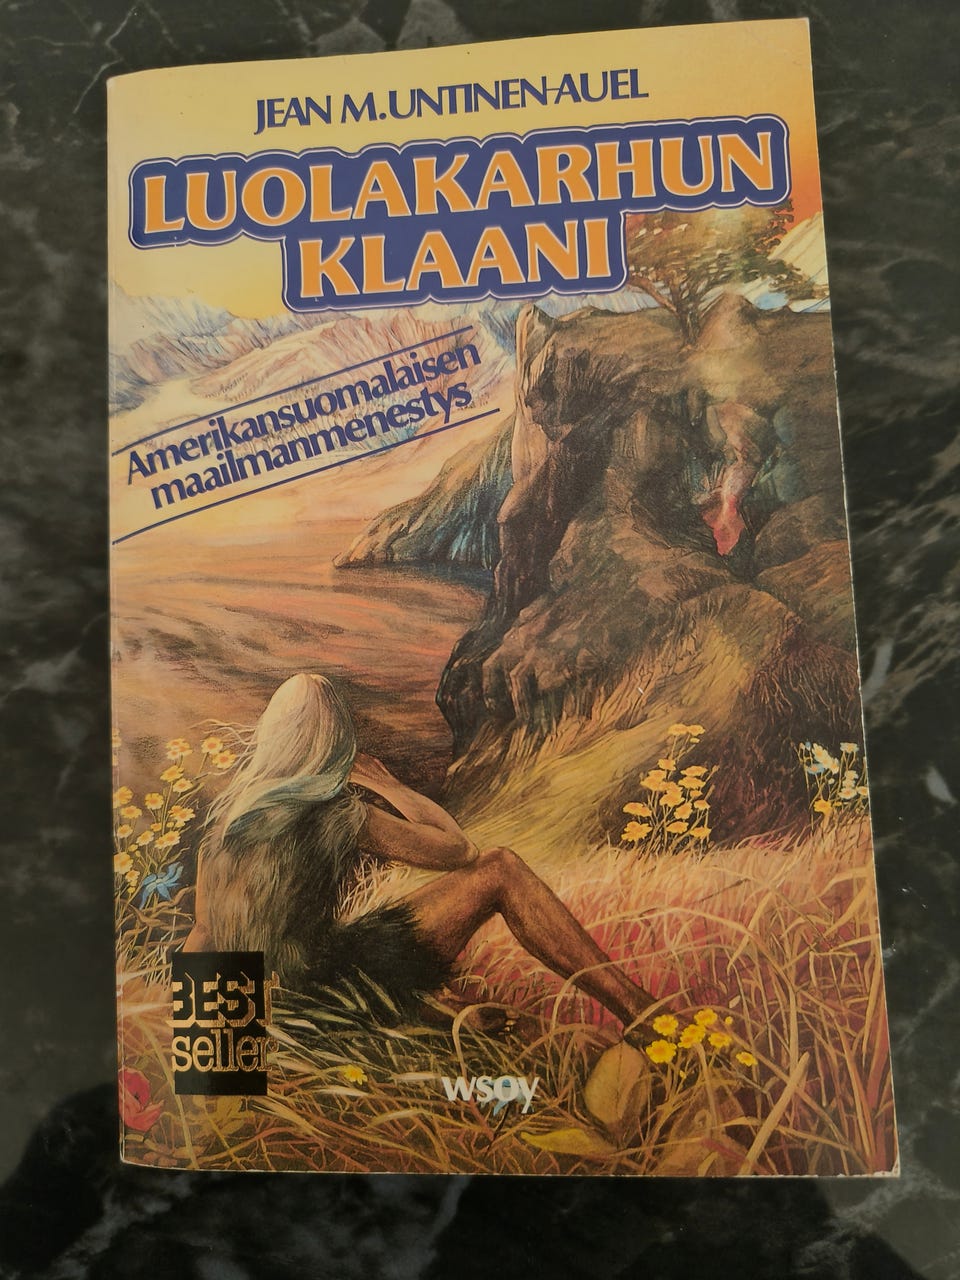 JEAN M. UNTINEN-AUEL
LUOLAKARHUN
KLAANI
Amerikansuomalaisen
maailmanmenestys
BEST
seller
wsoy